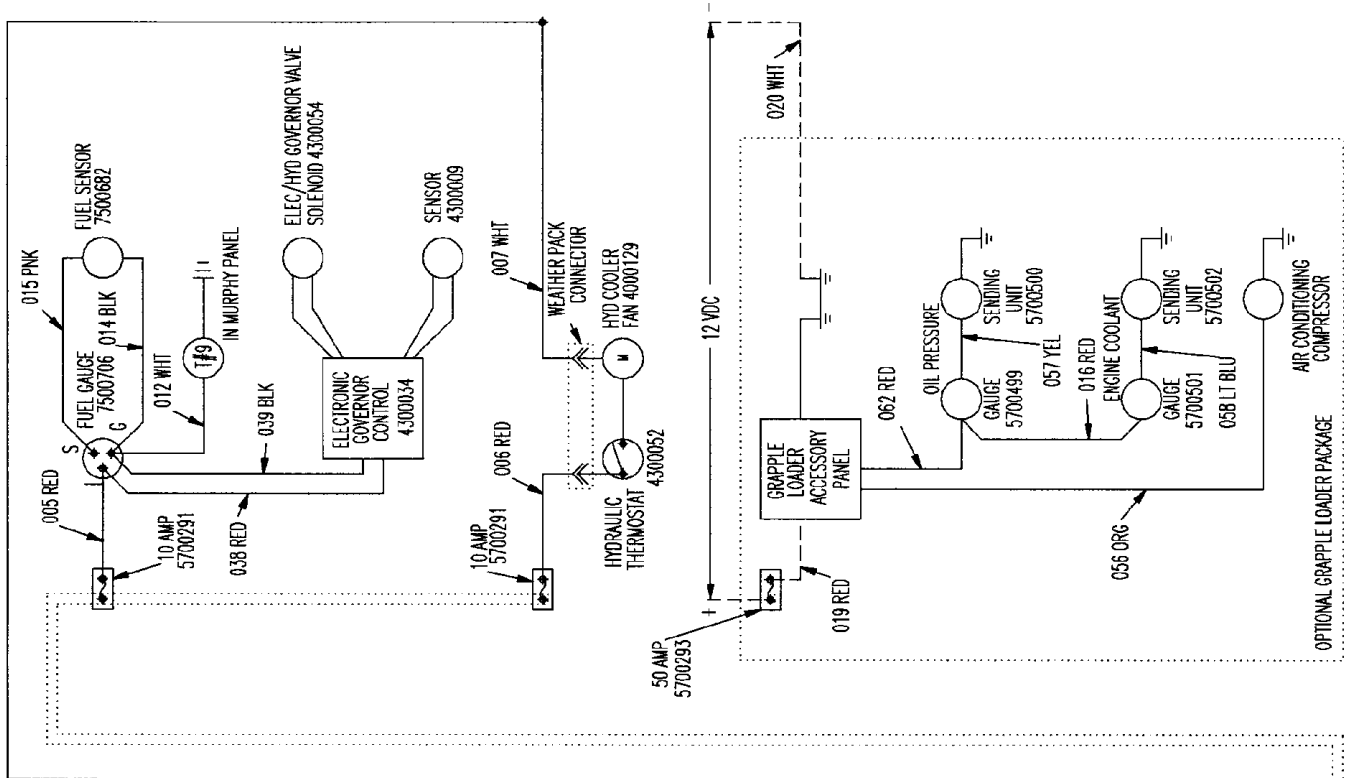 015 PNK
FUEL SENSOR
7500682
014 BLK
FUEL GAUGE
7500706
S
G
I
012 WHT
T#9
IN MURPHY PANEL
005 RED
10 AMP
5700291
038 RED
039 BLK
ELECTRONIC
GOVERNOR
CONTROL
4300034
ELEC/HYD GOVERNOR VALVE
SOLENOID 4300054
SENSOR
4300009
007 WHT
WEATHER PACK
CONNECTOR
HYD COOLER
FAN 4000129
M
006 RED
10 AMP
5700291
HYDRAULIC
THERMOSTAT
4300052
12 VDC
+
−
020 WHT
50 AMP
5700293
019 RED
GRAPPLE
LOADER
ACCESSORY
PANEL
062 RED
OIL PRESSURE
GAUGE
5700499
057 YEL
SENDING
UNIT
5700500
016 RED
ENGINE COOLANT
GAUGE
5700501
058 LT BLU
SENDING
UNIT
5700502
056 ORG
AIR CONDITIONING
COMPRESSOR
OPTIONAL GRAPPLE LOADER PACKAGE